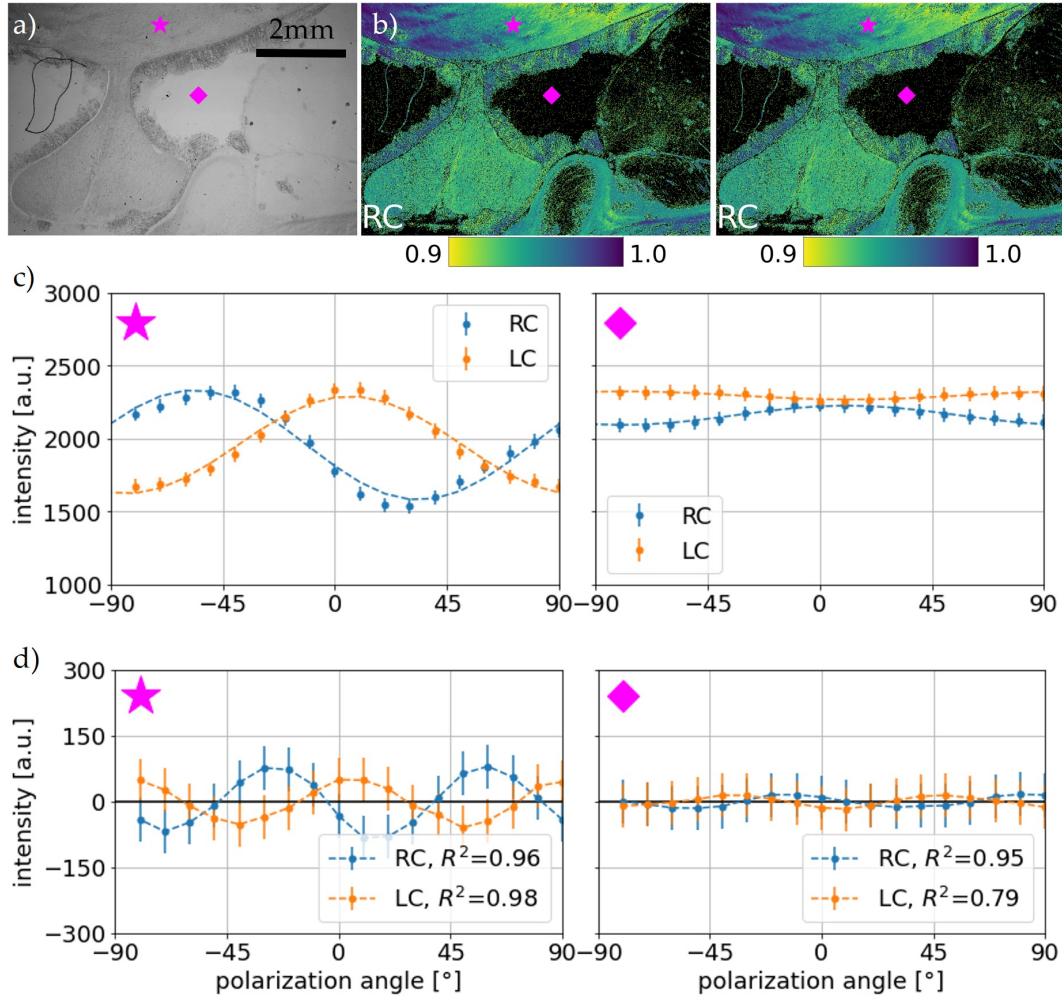 a)
2mm
b)
RC
RC
0.9 1.0
0.9 1.0
c)
intensity [a.u.]
3000
2500
2000
1500
1000
−90 −45 0 45 90
RC
LC
−90 −45 0 45 90
RC
LC
d)
intensity [a.u.]
300
150
0
−150
−300
−90 −45 0 45 90
polarization angle [°]
RC, R²=0.96
LC, R²=0.98
−90 −45 0 45 90
polarization angle [°]
RC, R²=0.95
LC, R²=0.79